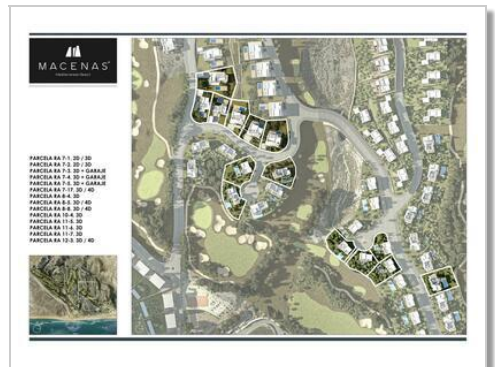 MACENAS
Mediterranean Resort
PARCELA RA 7-1. 2D / 3D
PARCELA RA 7-2. 2D / 3D
PARCELA RA 7-3. 3D + GARAJE
PARCELA RA 7-4. 3D + GARAJE
PARCELA RA 7-5. 3D + GARAJE
PARCELA RA 7-17. 3D / 4D
PARCELA RA 8-4. 3D
PARCELA RA 8-5. 3D / 4D
PARCELA RA 8-8. 3D / 4D
PARCELA RA 10-4. 3D
PARCELA RA 11-5. 3D
PARCELA RA 11-6. 3D
PARCELA RA 11-7. 3D
PARCELA RA 12-3. 3D / 4D